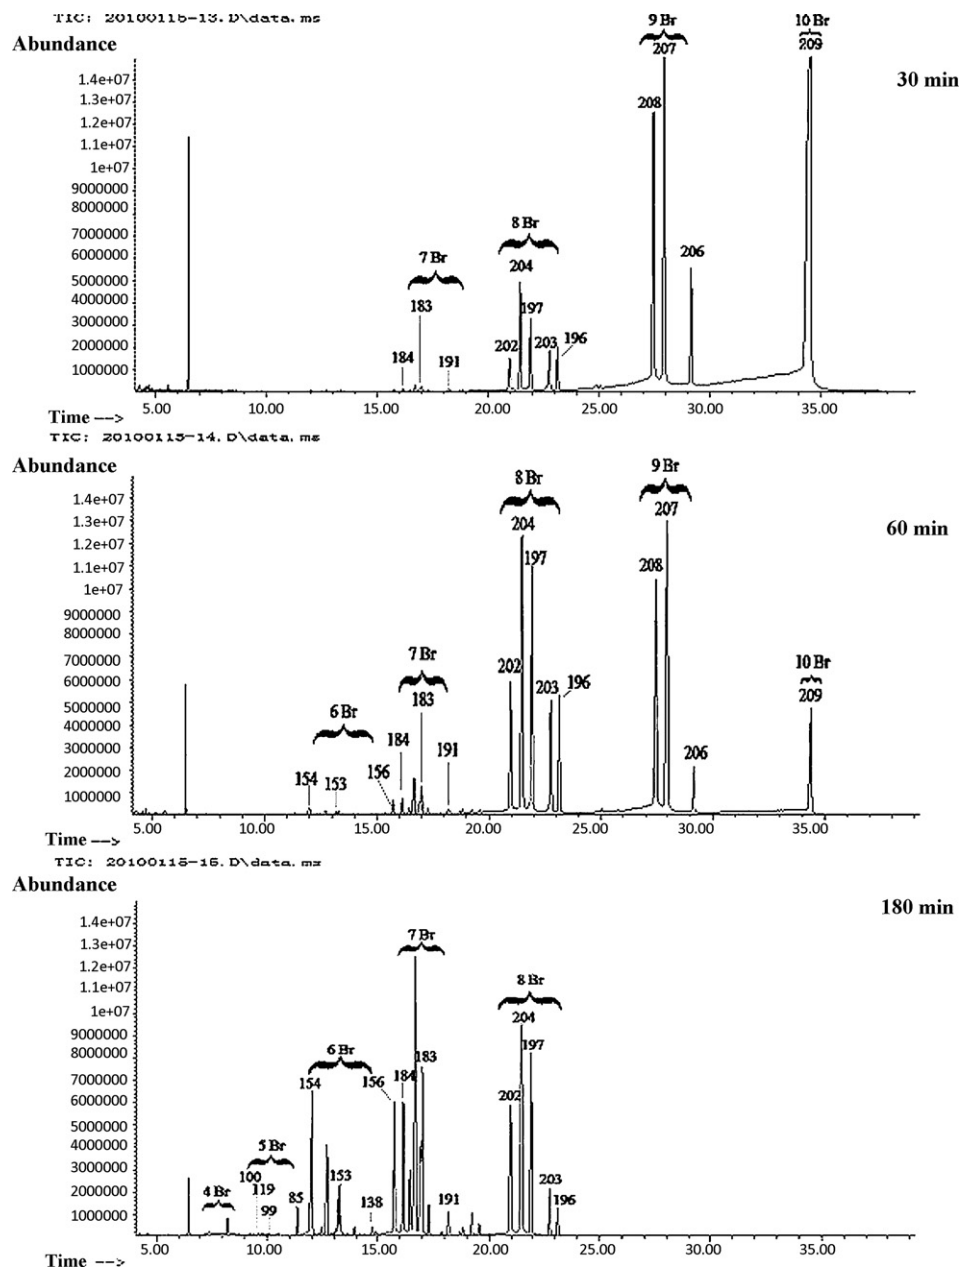 TIC: 20100115-13.D\data.ms
Abundance
30 min
9 Br
10 Br
207
209
208
8 Br
204
206
7 Br
183
197
202
203
196
184
191
1.4e+07
1.3e+07
1.2e+07
1.1e+07
1e+07
9000000
8000000
7000000
6000000
5000000
4000000
3000000
2000000
1000000
5.00 10.00 15.00 20.00 25.00 30.00 35.00
Time -->
TIC: 20100115-14.D\data.ms
Abundance
60 min
8 Br
9 Br
204
207
197
208
7 Br
202
203
196
10 Br
209
183
6 Br
184
191
206
154
153
156
1.4e+07
1.3e+07
1.2e+07
1.1e+07
1e+07
9000000
8000000
7000000
6000000
5000000
4000000
3000000
2000000
1000000
5.00 10.00 15.00 20.00 25.00 30.00 35.00
Time -->
TIC: 20100115-15.D\data.ms
Abundance
180 min
7 Br
8 Br
204
197
6 Br
183
154
156
184
202
5 Br
100
119
99
4 Br
85
153
138
191
203
196
1.4e+07
1.3e+07
1.2e+07
1.1e+07
1e+07
9000000
8000000
7000000
6000000
5000000
4000000
3000000
2000000
1000000
5.00 10.00 15.00 20.00 25.00 30.00 35.00
Time -->